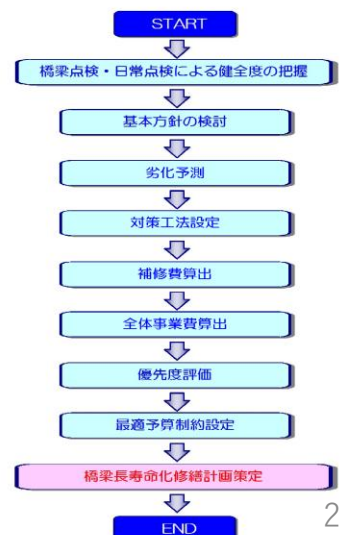 START
橋梁点検・日常点検による健全度の把握
基本方針の検討
劣化予測
対策工法設定
補修費算出
全体事業費算出
優先度評価
最適予算制約設定
橋梁長寿命化修繕計画策定
END
2